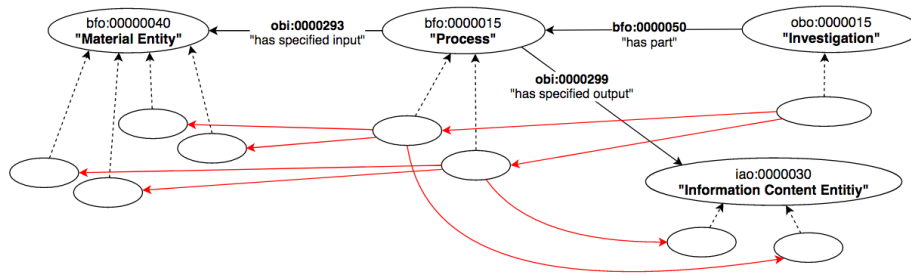 bfo:00000040
"Material Entity"
obi:0000293
"has specified input"
bfo:0000015
"Process"
bfo:0000050
"has part"
obo:0000015
"Investigation"
obi:0000299
"has specified output"
iao:0000030
"Information Content Entitiy"